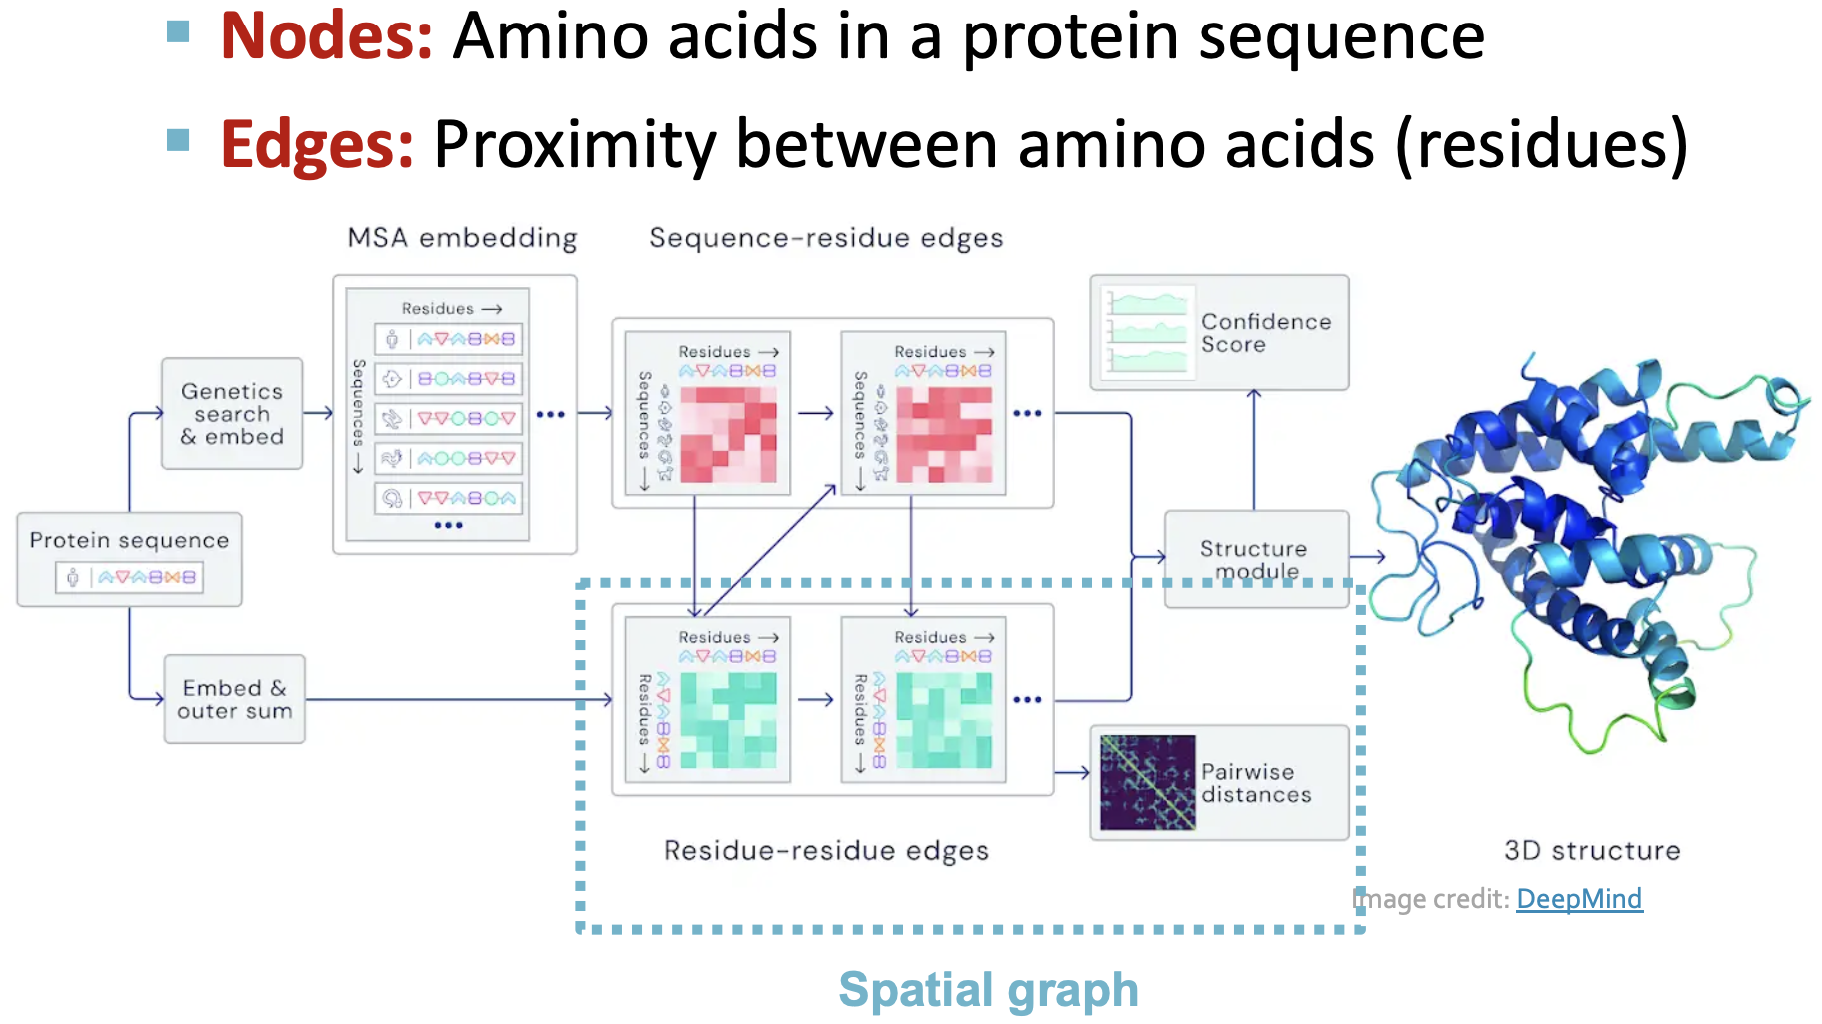 Nodes: Amino acids in a protein sequence
Edges: Proximity between amino acids (residues)
MSA embedding
Sequence-residue edges
Residues →
Sequences →
Genetics
search
& embed
Protein sequence
Embed &
outer sum
Residues →
Sequences →
Residues →
Sequences →
Confidence
Score
Structure
module
Residues →
Residues →
Residues →
Residues →
Pairwise
distances
Residue-residue edges
3D structure
Image credit: DeepMind
Spatial graph